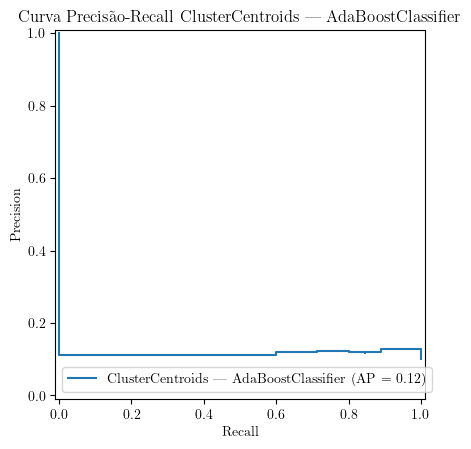 Curva Precisão-Recall ClusterCentroids — AdaBoostClassifier
1.0
0.8
0.6
0.4
0.2
0.0
Precision
ClusterCentroids — AdaBoostClassifier (AP = 0.12)
0.0 0.2 0.4 0.6 0.8 1.0
Recall